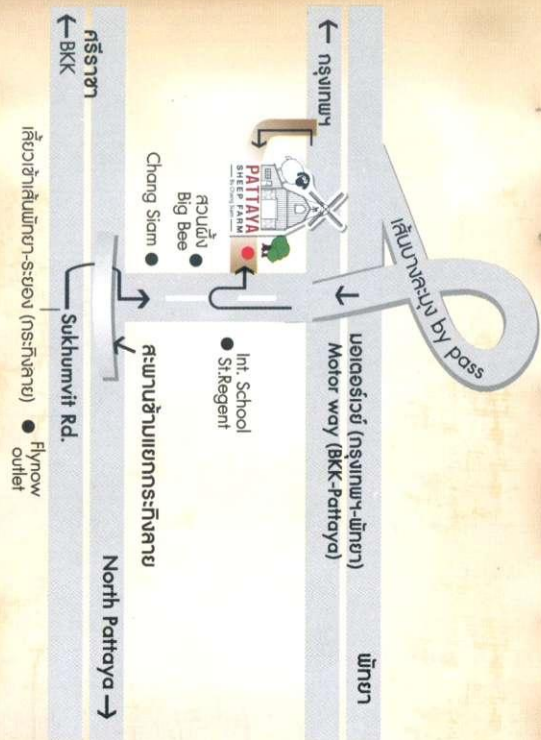 เส้นบางละมุง by pass
← กรุงเทพฯ
มอเตอร์เวย์ (กรุงเทพฯ-พัทยา)
Motor way (BKK-Pattaya)
พัทยา
PATTAYA
SHEEP FARM
By Chang Siam
Int. School
St.Regent
สวนผึ้ง
Big Bee
Chang Siam
สะพานข้ามแยกกระทิงลาย
North Pattaya →
ศรีราชา
← BKK
Sukhumvit Rd.
เลี้ยวเข้าเส้นพัทยา-ระยอง (กระทิงลาย)
Flynow
outlet